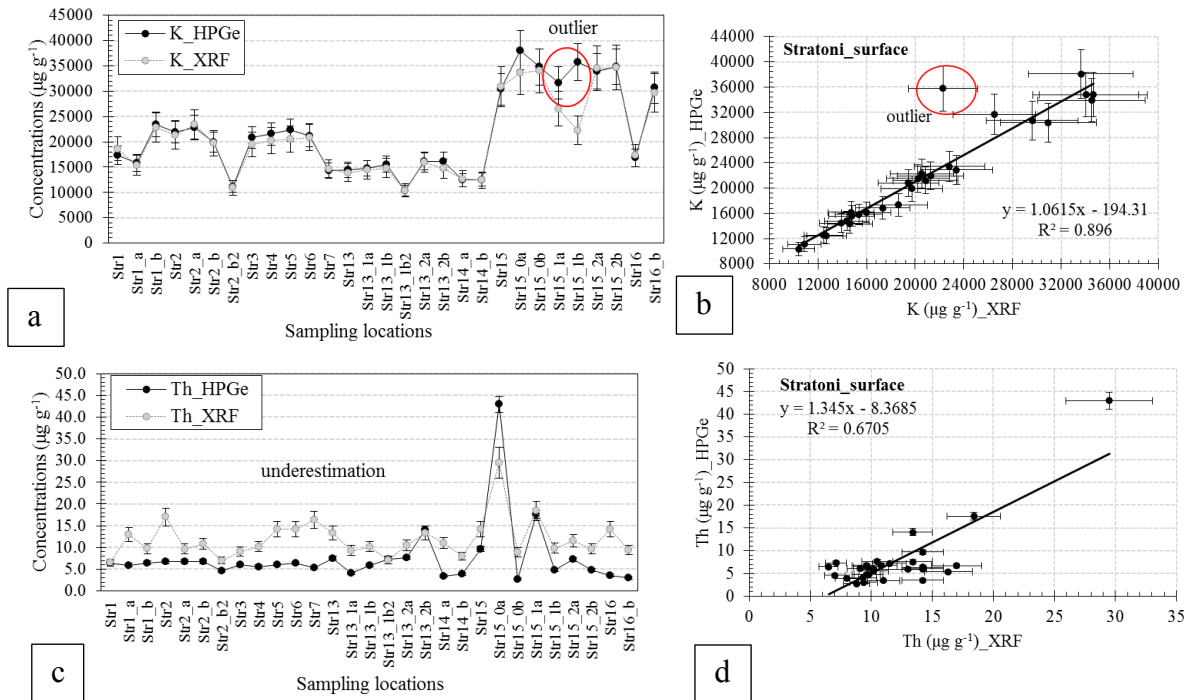 Concentrations (µg g⁻¹)
45000
40000
35000
30000
25000
20000
15000
10000
5000
0
K_HPGe
K_XRF
outlier
Str1
Str1_a
Str1_b
Str2
Str2_a
Str2_b
Str2_b2
Str3
Str4
Str5
Str6
Str7
Str13
Str13_1a
Str13_1b
Str13_1b2
Str13_2a
Str13_2b
Str14_a
Str14_b
Str15
Str15_0a
Str15_0b
Str15_1a
Str15_1b
Str15_2a
Str15_2b
Str16
Str16_b
Sampling locations
a
K (µg g⁻¹)_HPGe
44000
40000
36000
32000
28000
24000
20000
16000
12000
8000
Stratoni_surface
outlier
y = 1.0615x - 194.31
R² = 0.896
8000 12000 16000 20000 24000 28000 32000 36000 40000
K (µg g⁻¹)_XRF
b
Concentrations (µg g⁻¹)
50.0
45.0
40.0
35.0
30.0
25.0
20.0
15.0
10.0
5.0
0.0
Th_HPGe
Th_XRF
underestimation
Str1
Str1_a
Str1_b
Str2
Str2_a
Str2_b
Str2_b2
Str3
Str4
Str5
Str6
Str7
Str13
Str13_1a
Str13_1b
Str13_1b2
Str13_2a
Str13_2b
Str14_a
Str14_b
Str15
Str15_0a
Str15_0b
Str15_1a
Str15_1b
Str15_2a
Str15_2b
Str16
Str16_b
Sampling locations
c
Th (µg g⁻¹)_HPGe
50
45
40
35
30
25
20
15
10
5
0
Stratoni_surface
y = 1.345x - 8.3685
R² = 0.6705
0 5 10 15 20 25 30 35
Th (µg g⁻¹)_XRF
d